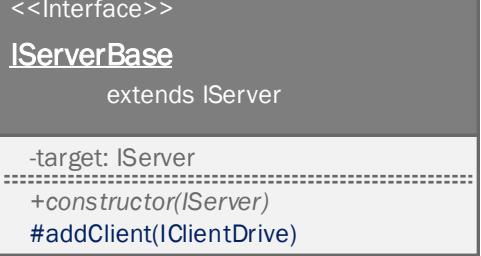 <<Interface>>
IServerBase
extends IServer
-target: IServer
+constructor(IServer)
#addClient(IClientDrive)